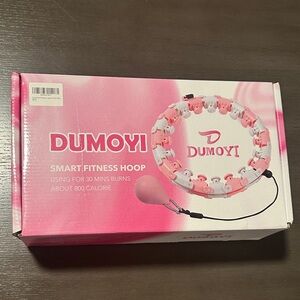 DUMOYI
SMART FITNESS HOOP
USING FOR 30 MINS BURNS
ABOUT 800 CALORIE
DUMOYI